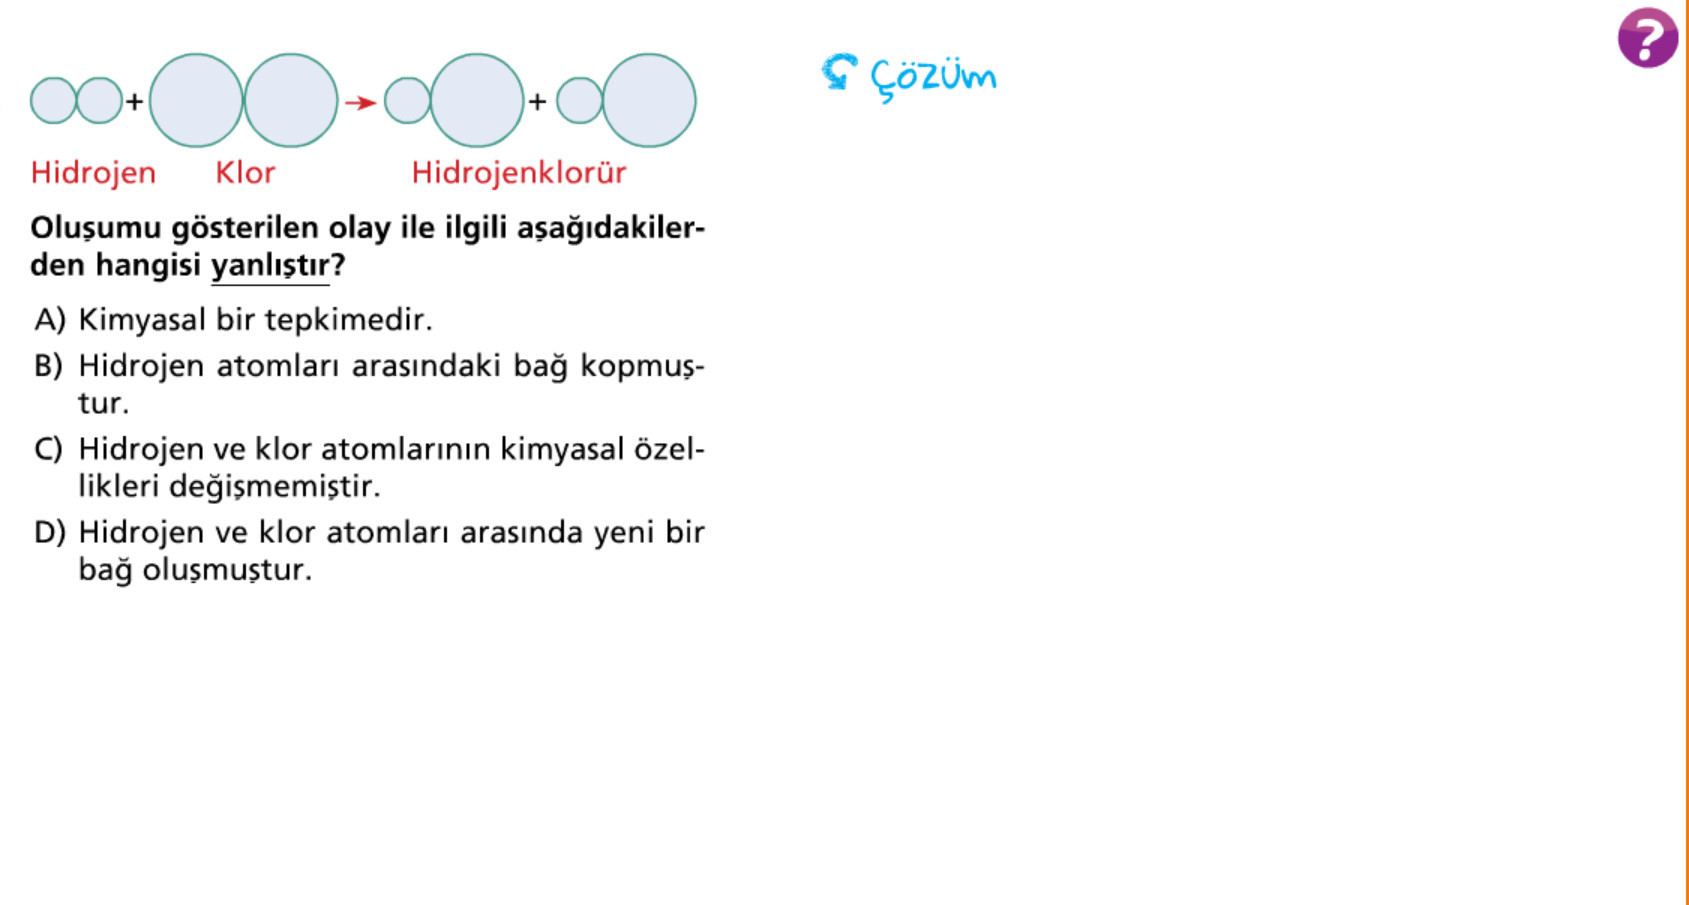 + + 
Hidrojen Klor Hidrojenklorür
Oluşumu gösterilen olay ile ilgili aşağıdakiler-
den hangisi yanlıştır?
A) Kimyasal bir tepkimedir.
B) Hidrojen atomları arasındaki bağ kopmuş-
tur.
C) Hidrojen ve klor atomlarının kimyasal özel-
likleri değişmemiştir.
D) Hidrojen ve klor atomları arasında yeni bir
bağ oluşmuştur.
Çözüm
?